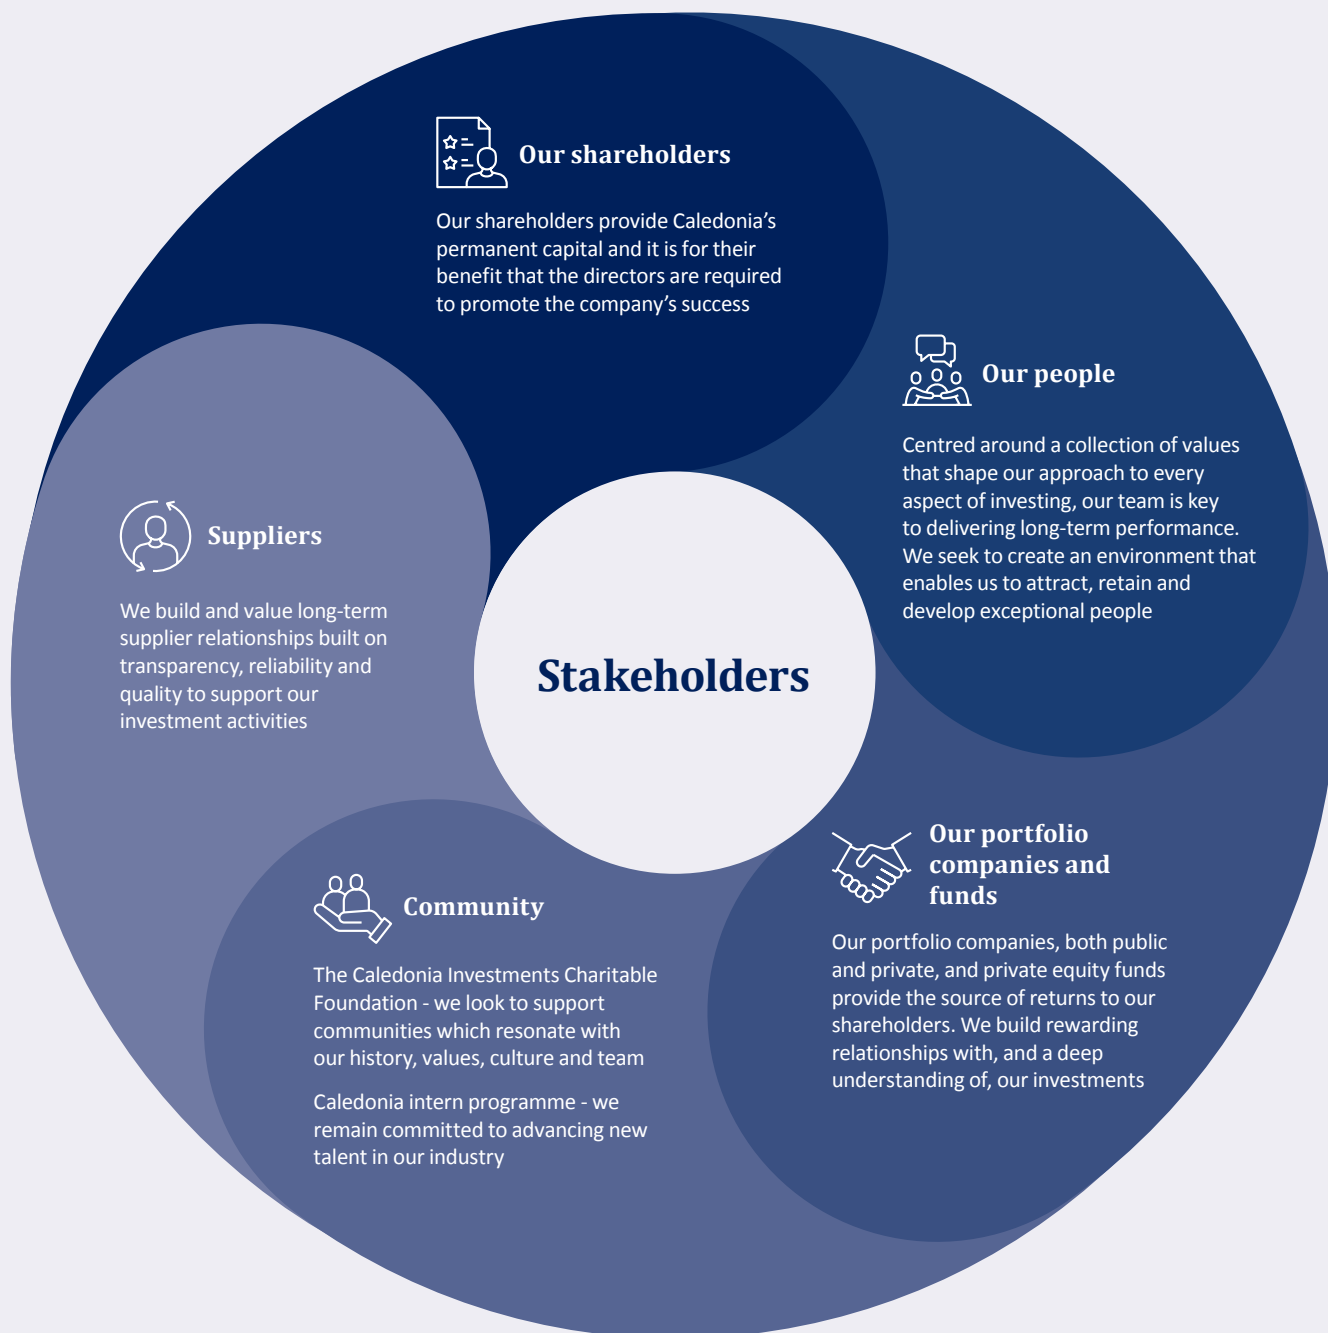 Our shareholders
Our shareholders provide Caledonia’s
permanent capital and it is for their
benefit that the directors are required
to promote the company’s success
Our people
Centred around a collection of values
that shape our approach to every
aspect of investing, our team is key
to delivering long-term performance.
We seek to create an environment that
enables us to attract, retain and
develop exceptional people
Suppliers
We build and value long-term
supplier relationships built on
transparency, reliability and
quality to support our
investment activities
Stakeholders
Our portfolio
companies and
funds
Our portfolio companies, both public
and private, and private equity funds
provide the source of returns to our
shareholders. We build rewarding
relationships with, and a deep
understanding of, our investments
Community
The Caledonia Investments Charitable
Foundation - we look to support
communities which resonate with
our history, values, culture and team
Caledonia intern programme - we
remain committed to advancing new
talent in our industry